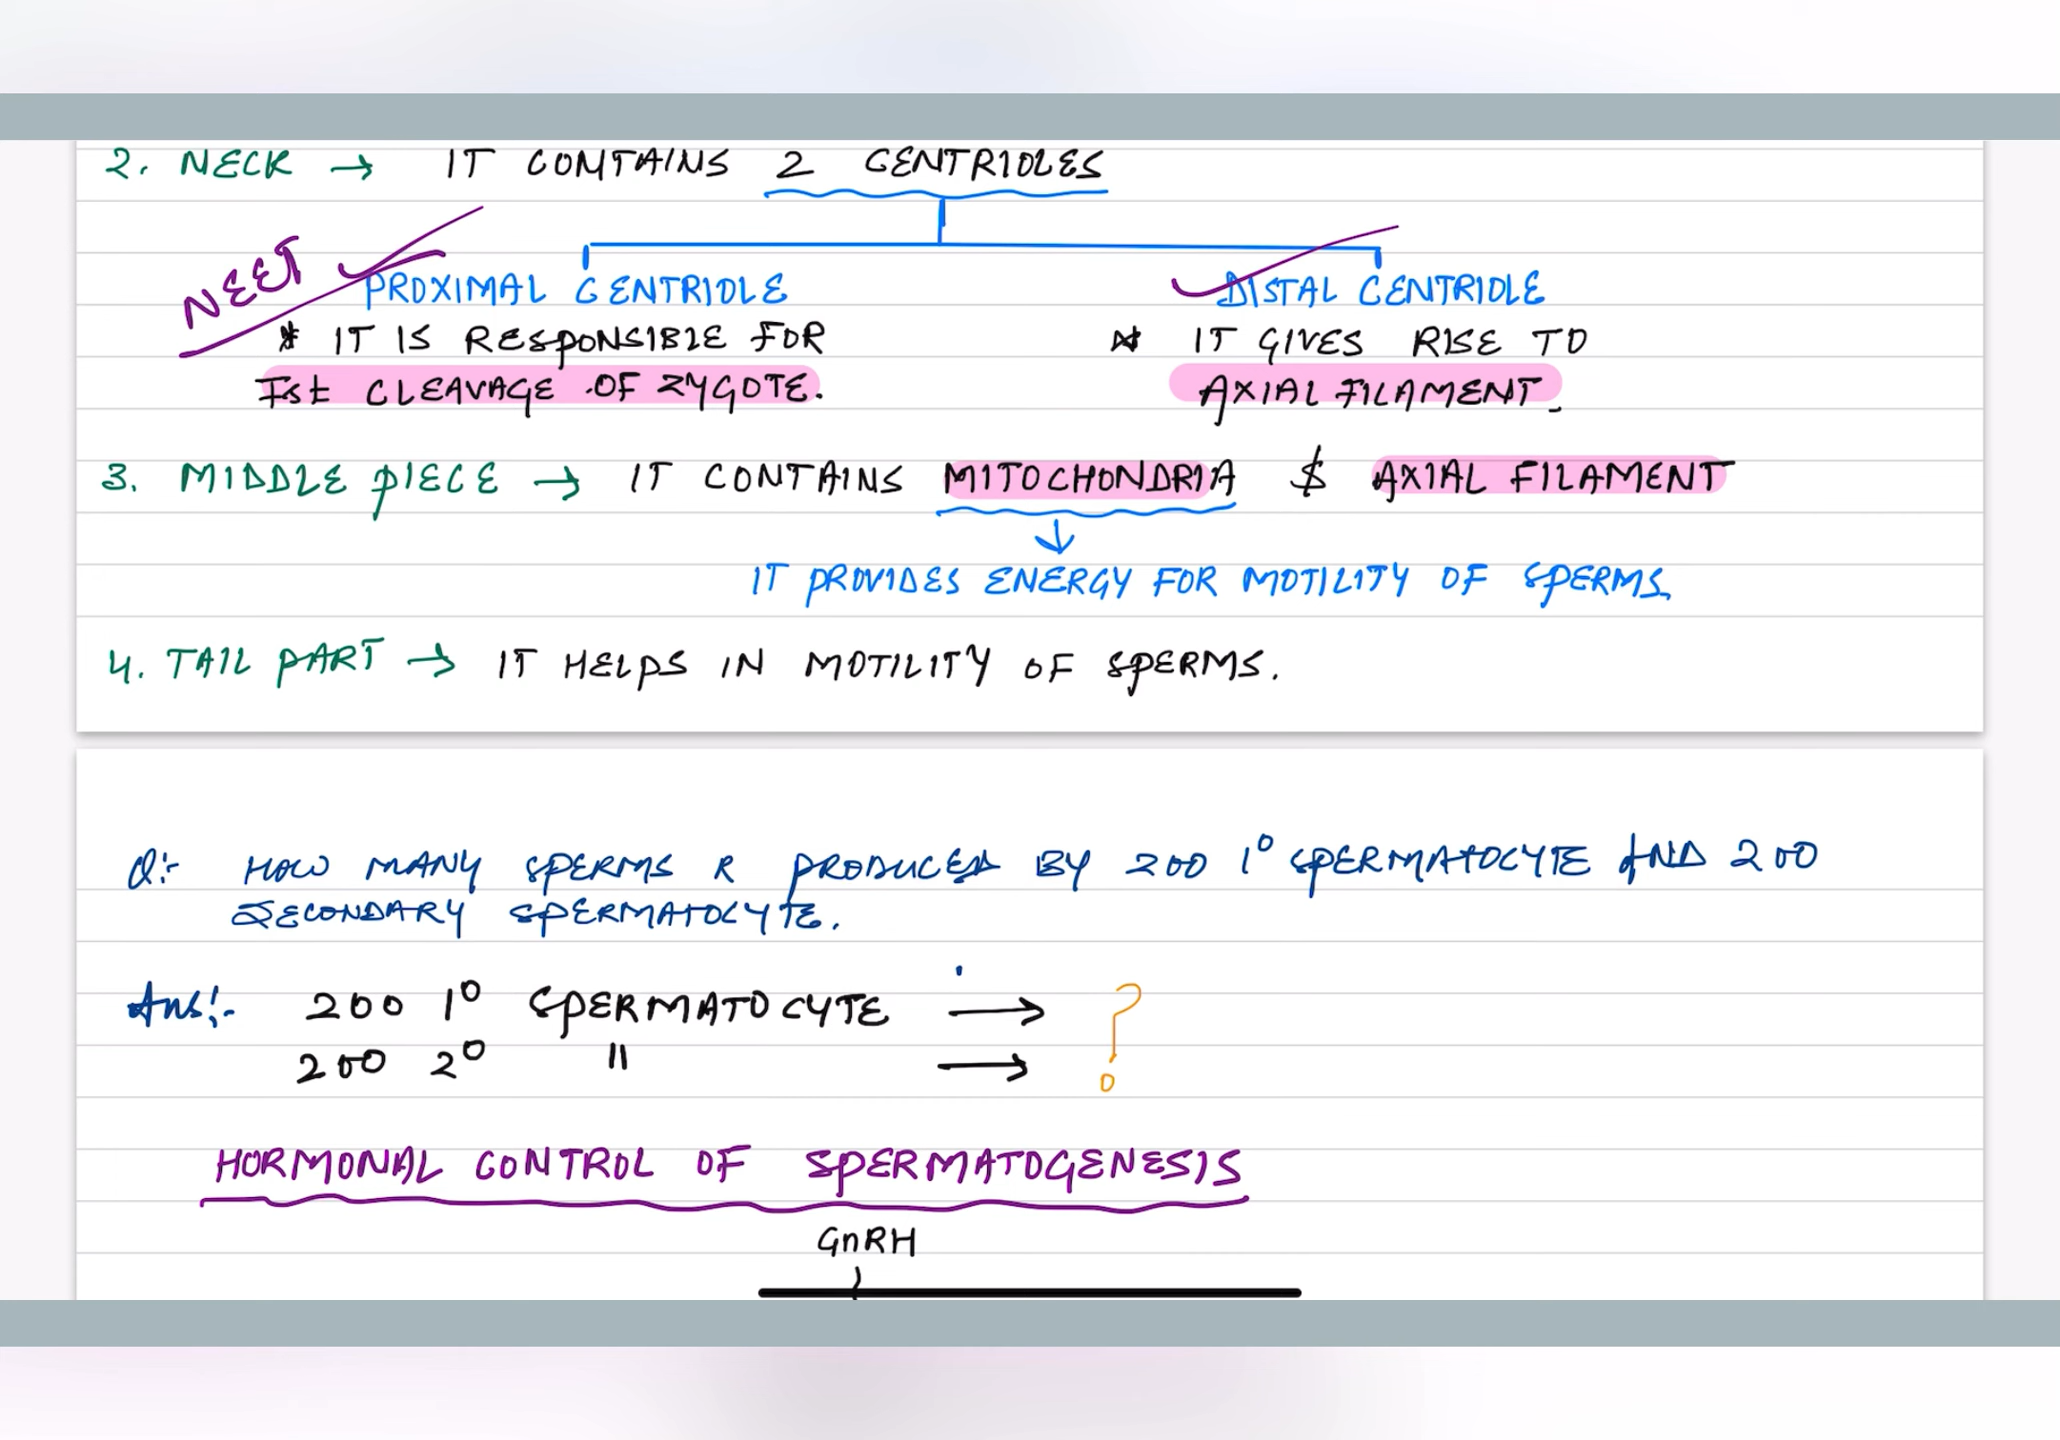 2. NECK → IT CONTAINS 2 CENTRIOLES
NEET
PROXIMAL CENTRIOLE DISTAL CENTRIOLE
* IT IS RESPONSIBLE FOR * IT GIVES RISE TO
Ist CLEAVAGE OF ZYGOTE. AXIAL FILAMENT.
3. MIDDLE PIECE → IT CONTAINS MITOCHONDRIA $ AXIAL FILAMENT
↓
IT PROVIDES ENERGY FOR MOTILITY OF SPERMS.
4. TAIL PART → IT HELPS IN MOTILITY OF SPERMS.
Q:- HOW MANY SPERMS R PRODUCED BY 200 1° SPERMATOCYTE AND 200
SECONDARY SPERMATOCYTE.
Ans:- 200 1° SPERMATOCYTE → ?
200 2° || →
HORMONAL CONTROL OF SPERMATOGENESIS
GnRH